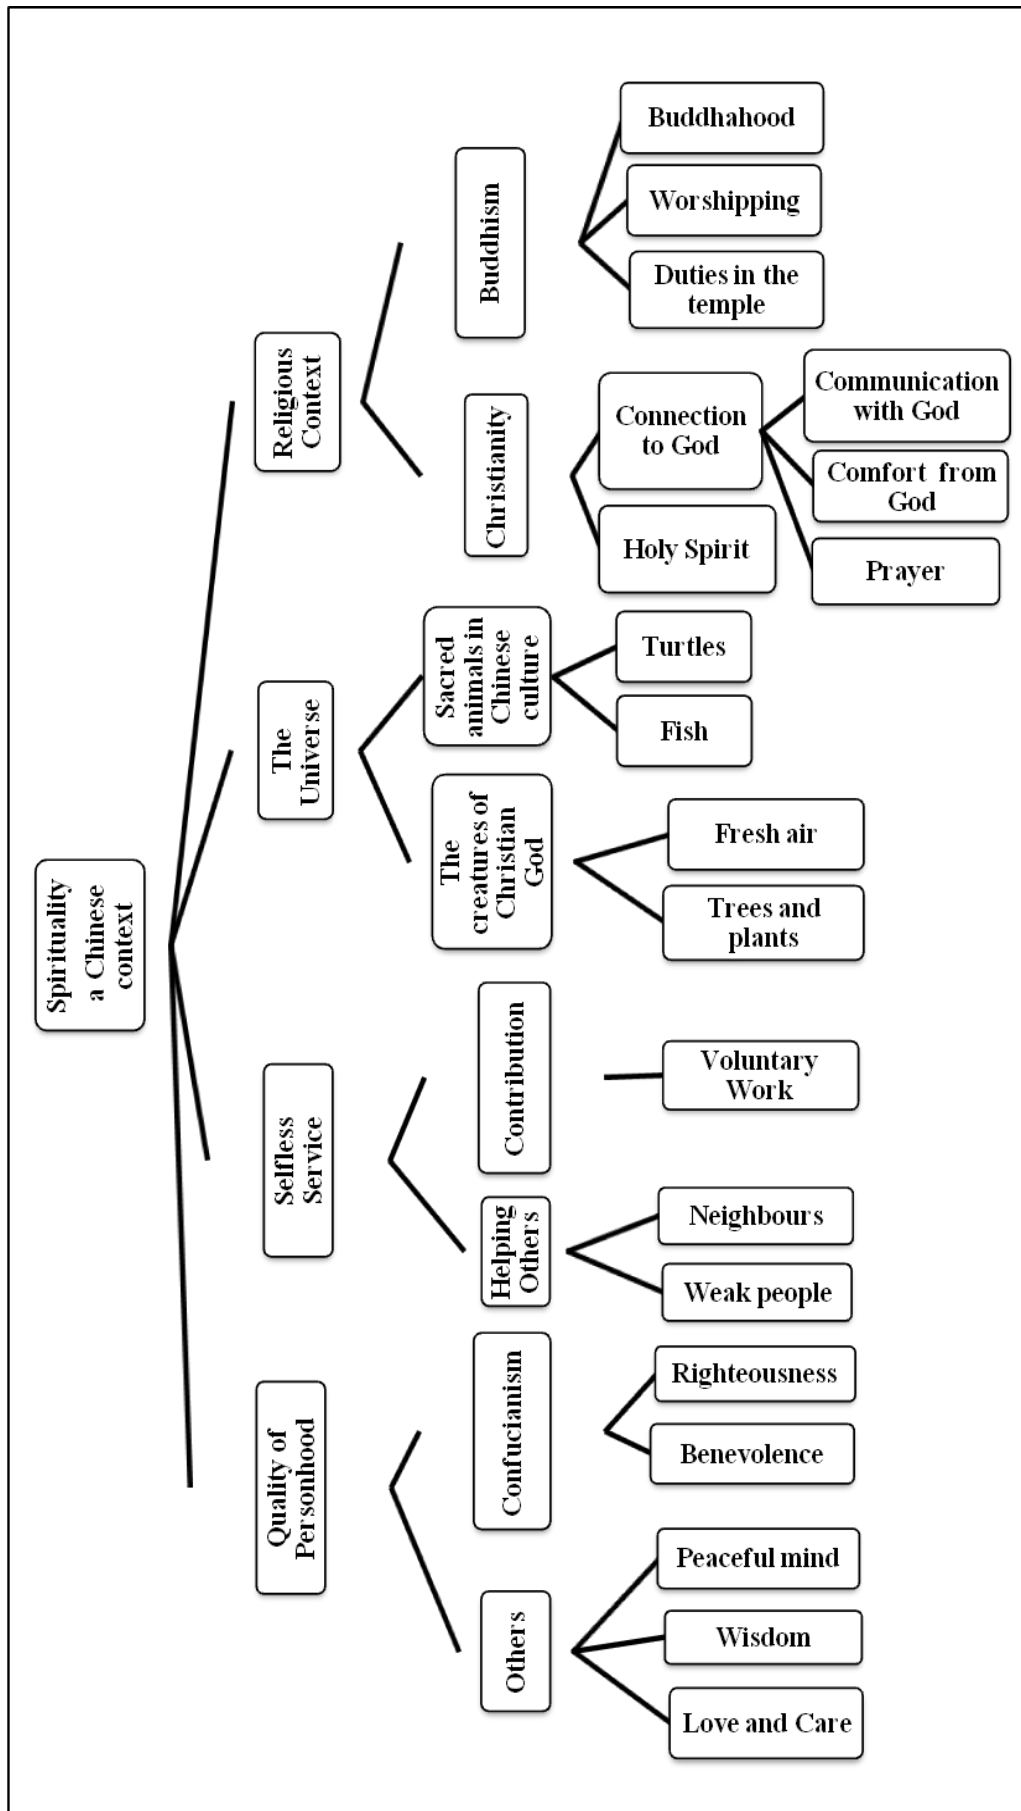 Spirituality
a Chinese
context
Religious
Context
The
Universe
Selfless
Service
Quality of
Personhood
Buddhism
Christianity
Sacred
animals in
Chinese
culture
The
creatures of
Christian
God
Contribution
Helping
Others
Confucianism
Others
Buddhahood
Worshipping
Duties in the
temple
Connection
to God
Holy Spirit
Communication
with God
Comfort from
God
Prayer
Turtles
Fish
Fresh air
Trees and
plants
Voluntary
Work
Neighbours
Weak people
Righteousness
Benevolence
Peaceful mind
Wisdom
Love and Care